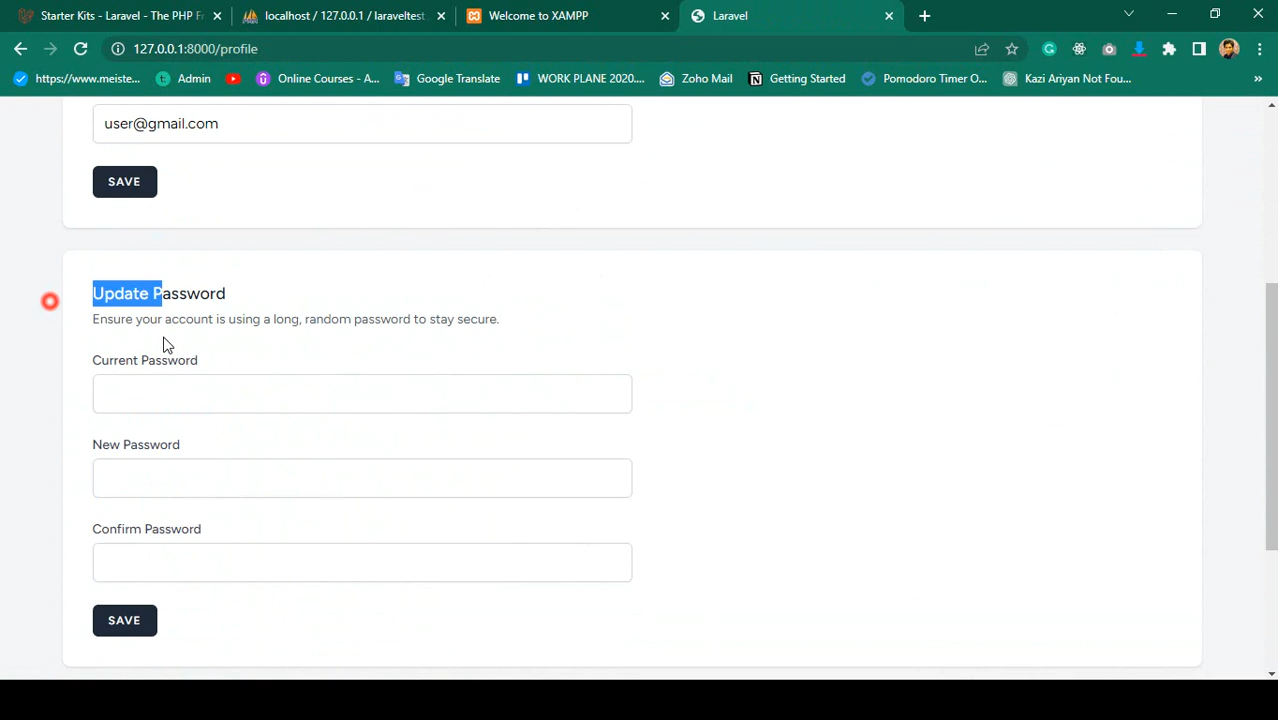 Starter Kits - Laravel - The PHP Fr
localhost / 127.0.0.1 / laraveltest
Welcome to XAMPP
Laravel
127.0.0.1:8000/profile
https://www.meiste...
Admin
Online Courses - A...
Google Translate
WORK PLANE 2020....
Zoho Mail
Getting Started
Pomodoro Timer O...
Kazi Ariyan Not Fou...
user@gmail.com
SAVE
Update Password
Ensure your account is using a long, random password to stay secure.
Current Password
New Password
Confirm Password
SAVE